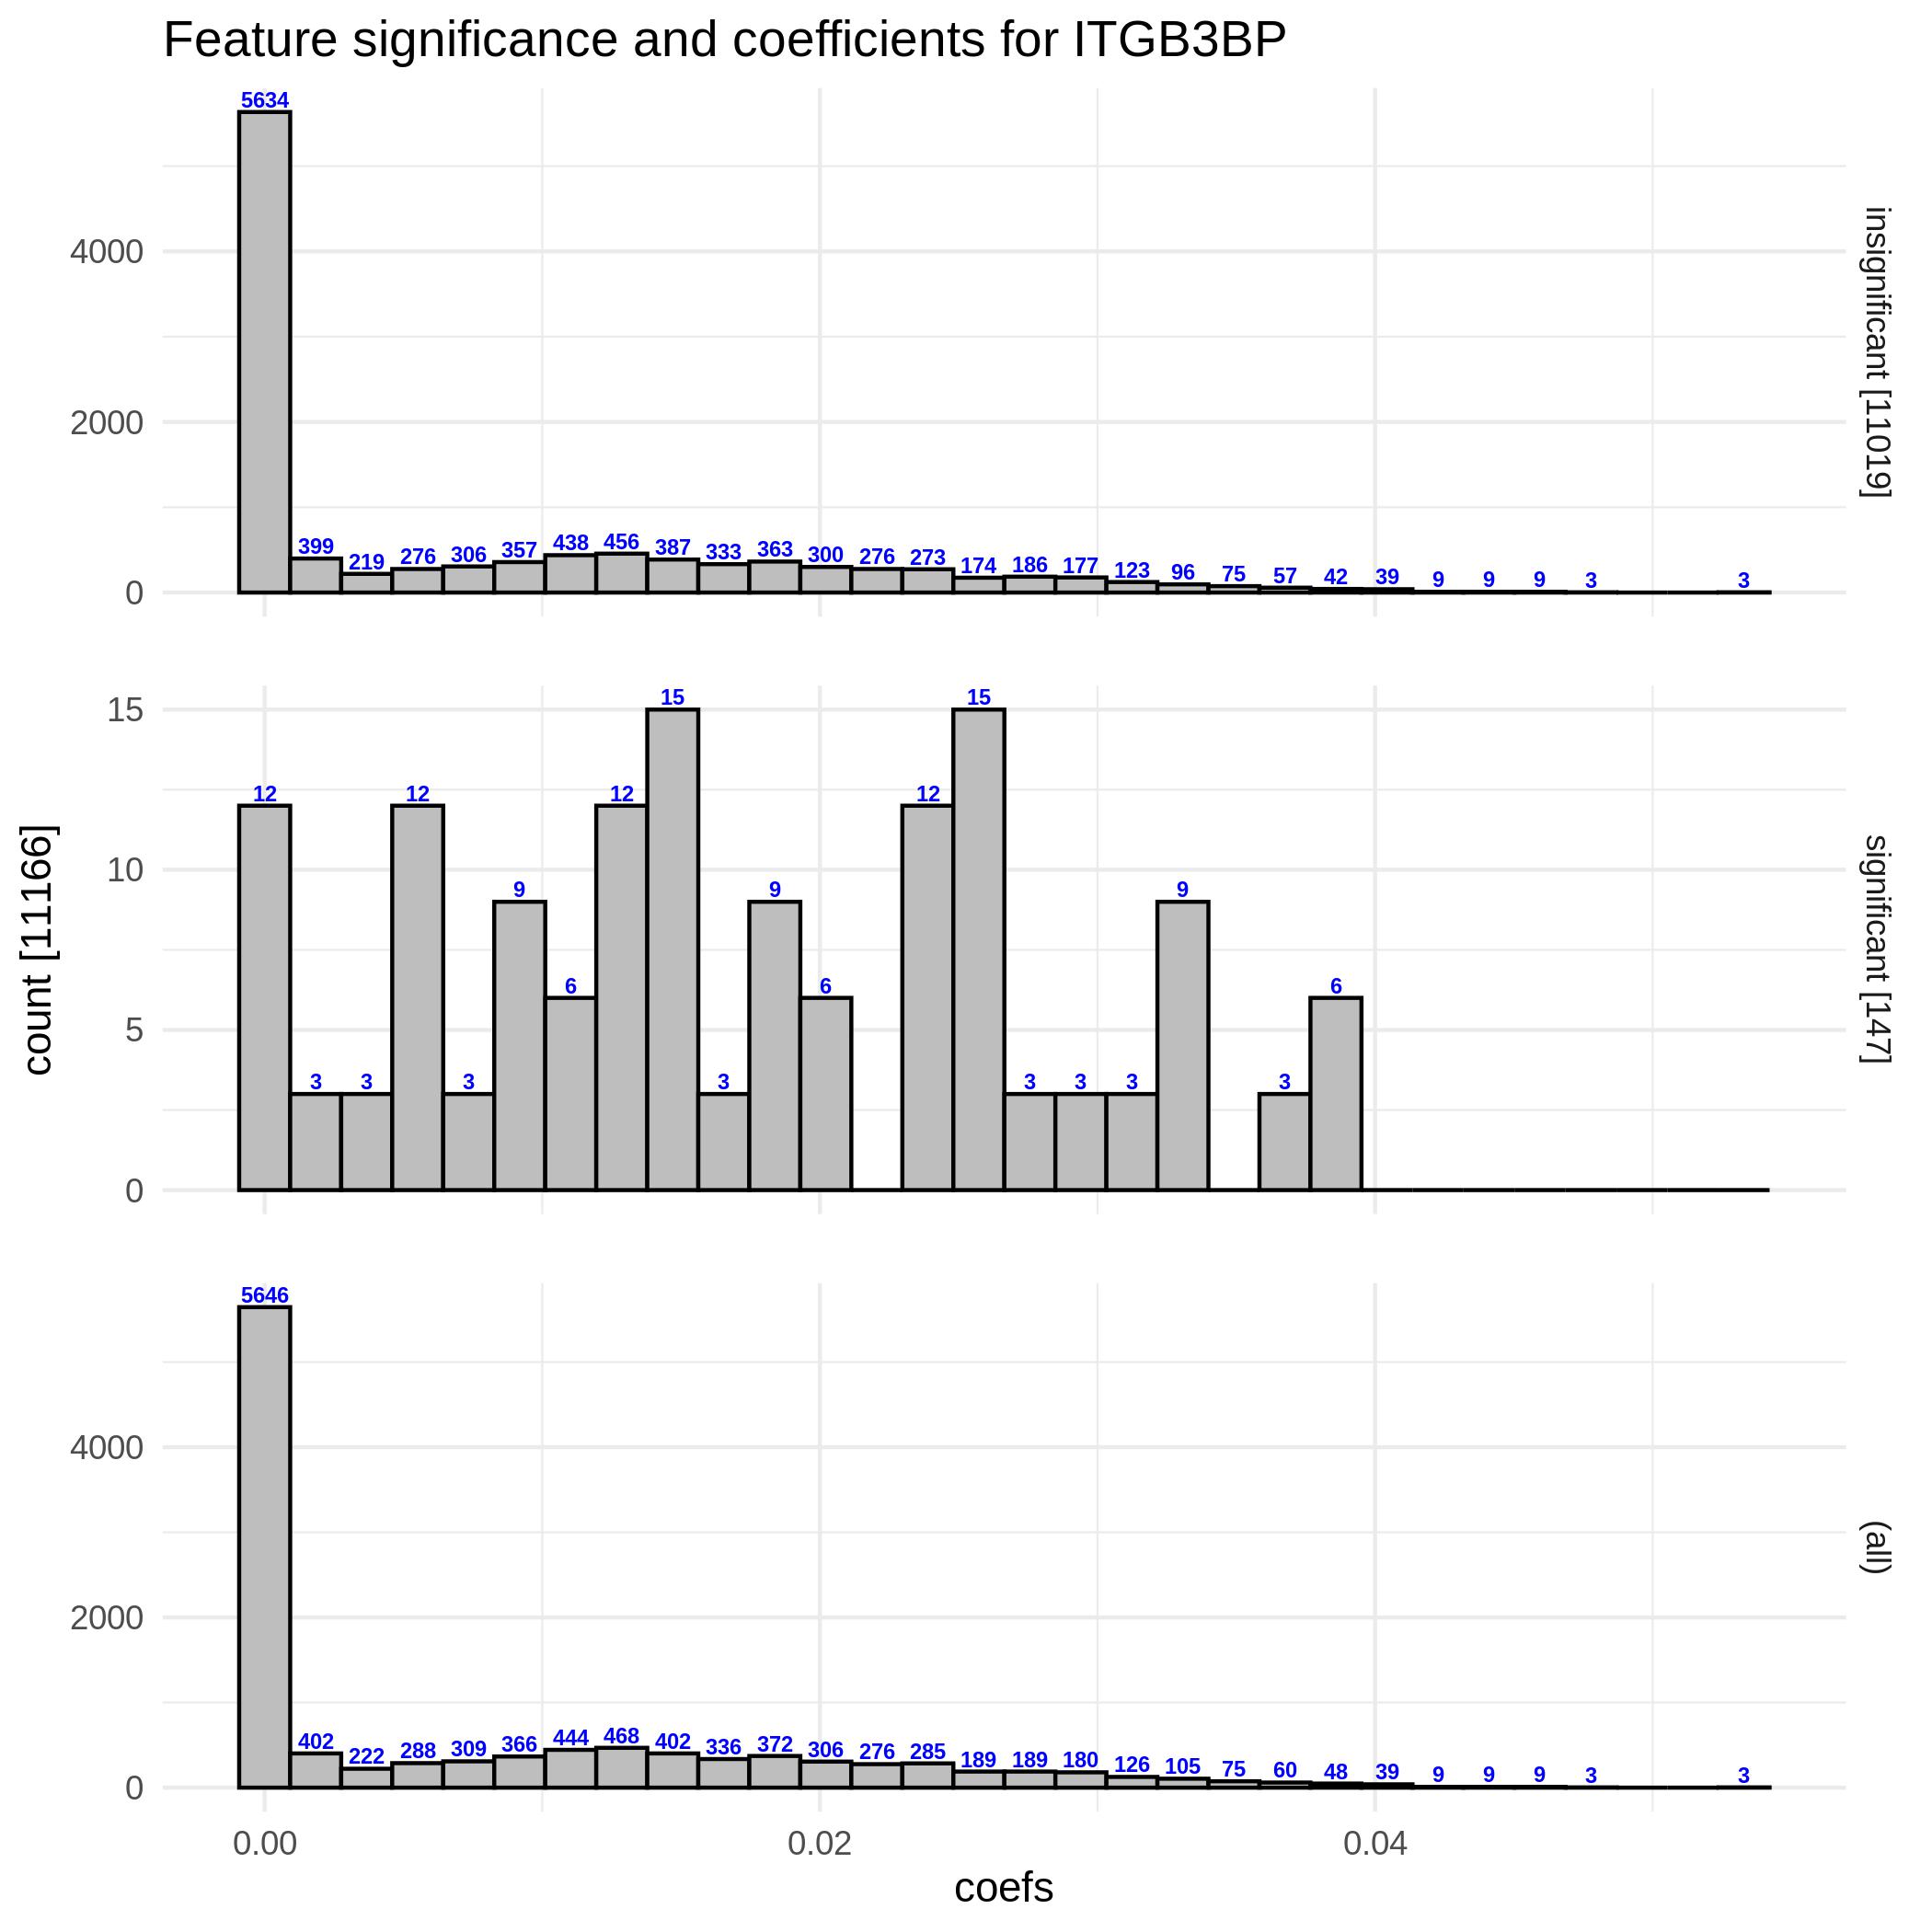 Feature significance and coefficients for ITGB3BP
5634
4000
2000
0
399 219 276 306 357 438 456 387 333 363 300 276 273 174 186 177 123 96 75 57 42 39 9 9 9 3 3
insignificant [11019]
15
10
5
0
12 3 3 12 3 9 6 12 15 3 9 6 12 15 3 3 3 9 3 6
significant [147]
count [11166]
5646
4000
2000
0
402 222 288 309 366 444 468 402 336 372 306 276 285 189 189 180 126 105 75 60 48 39 9 9 9 3 3
(all)
0.00 0.02 0.04
coefs